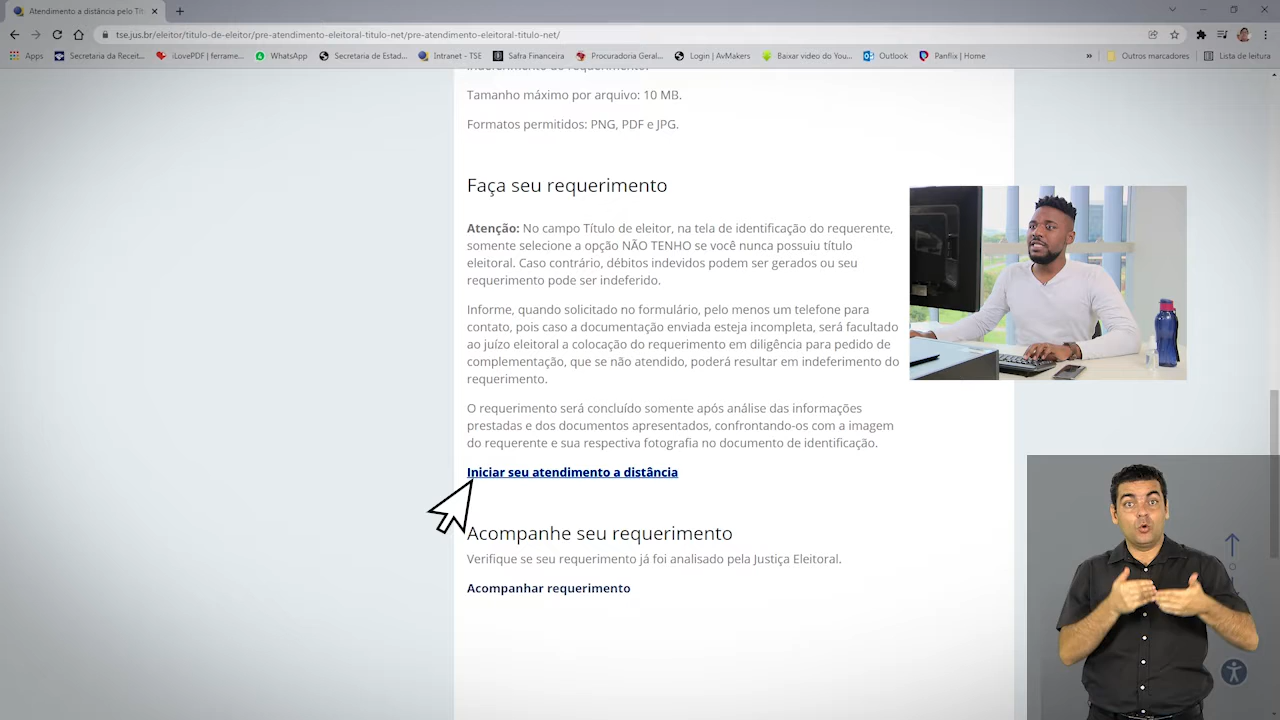 Atendimento a distância pelo Tít
tse.jus.br/eleitor/titulo-de-eleitor/pre-atendimento-eleitoral-titulo-net/pre-atendimento-eleitoral-titulo-net/
Apps
Secretaria da Receit...
iLovePDF | ferrame...
WhatsApp
Secretaria de Estad...
Intranet - TSE
Safra Financeira
Procuradoria Geral...
Login | AvMakers
Baixar video do You...
Outlook
Panfix | Home
»
Outros marcadores
Lista de leitura
indeferimento do requerimento.
Tamanho máximo por arquivo: 10 MB.
Formatos permitidos: PNG, PDF e JPG.
Faça seu requerimento
Atenção: No campo Título de eleitor, na tela de identificação do requerente,
somente selecione a opção NÃO TENHO se você nunca possuiu título
eleitoral. Caso contrário, débitos indevidos podem ser gerados ou seu
requerimento pode ser indeferido.
Informe, quando solicitado no formulário, pelo menos um telefone para
contato, pois caso a documentação enviada esteja incompleta, será facultado
ao juízo eleitoral a colocação do requerimento em diligência para pedido de
complementação, que se não atendido, poderá resultar em indeferimento do
requerimento.
O requerimento será concluído somente após análise das informações
prestadas e dos documentos apresentados, confrontando-os com a imagem
do requerente e sua respectiva fotografia no documento de identificação.
Iniciar seu atendimento a distância
Acompanhe seu requerimento
Verifique se seu requerimento já foi analisado pela Justiça Eleitoral.
Acompanhar requerimento